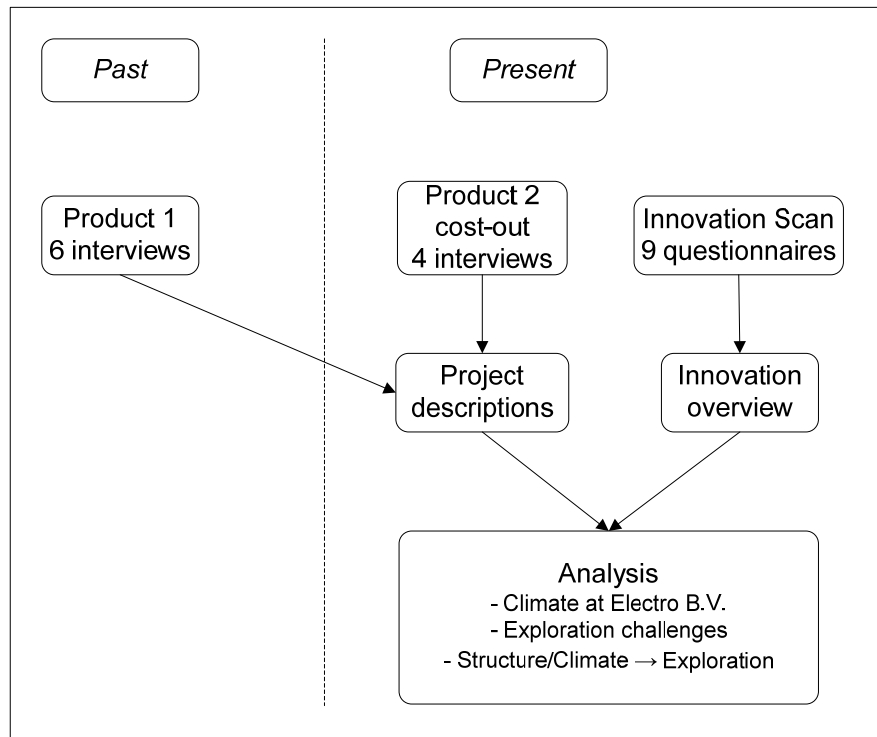 Past
Present
Product 1
6 interviews
Product 2
cost-out
4 interviews
Innovation Scan
9 questionnaires
Project
descriptions
Innovation
overview
Analysis
- Climate at Electro B.V.
- Exploration challenges
- Structure/Climate → Exploration